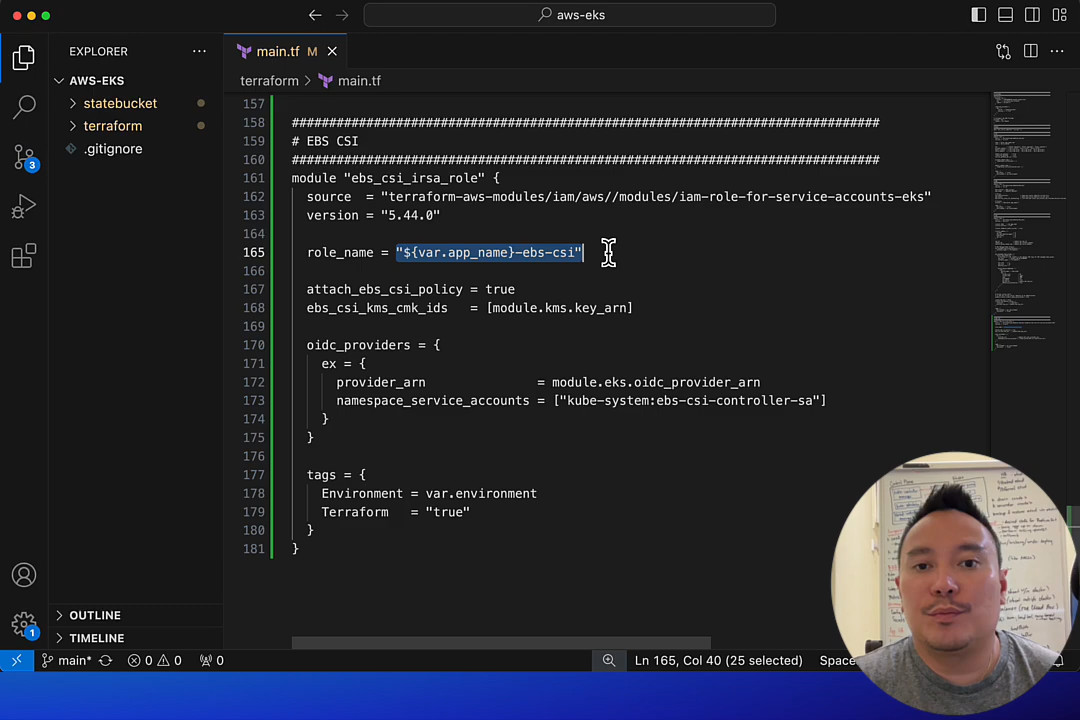 aws-eks
EXPLORER
main.tf M
AWS-EKS
statebucket
terraform
.gitignore
terraform > main.tf
157
158 ###############################################################################
159 # EBS CSI
160 ###############################################################################
161 module "ebs_csi_irsa_role" {
162 source = "terraform-aws-modules/iam/aws//modules/iam-role-for-service-accounts-eks"
163 version = "5.44.0"
164
165 role_name = "${var.app_name}-ebs-csi"
166
167 attach_ebs_csi_policy = true
168 ebs_csi_kms_cmk_ids = [module.kms.key_arn]
169
170 oidc_providers = {
171 ex = {
172 provider_arn = module.eks.oidc_provider_arn
173 namespace_service_accounts = ["kube-system:ebs-csi-controller-sa"]
174 }
175 }
176
177 tags = {
178 Environment = var.environment
179 Terraform = "true"
180 }
181 }
3
1
OUTLINE
TIMELINE
main* 0 0 0
Ln 165, Col 40 (25 selected) Space